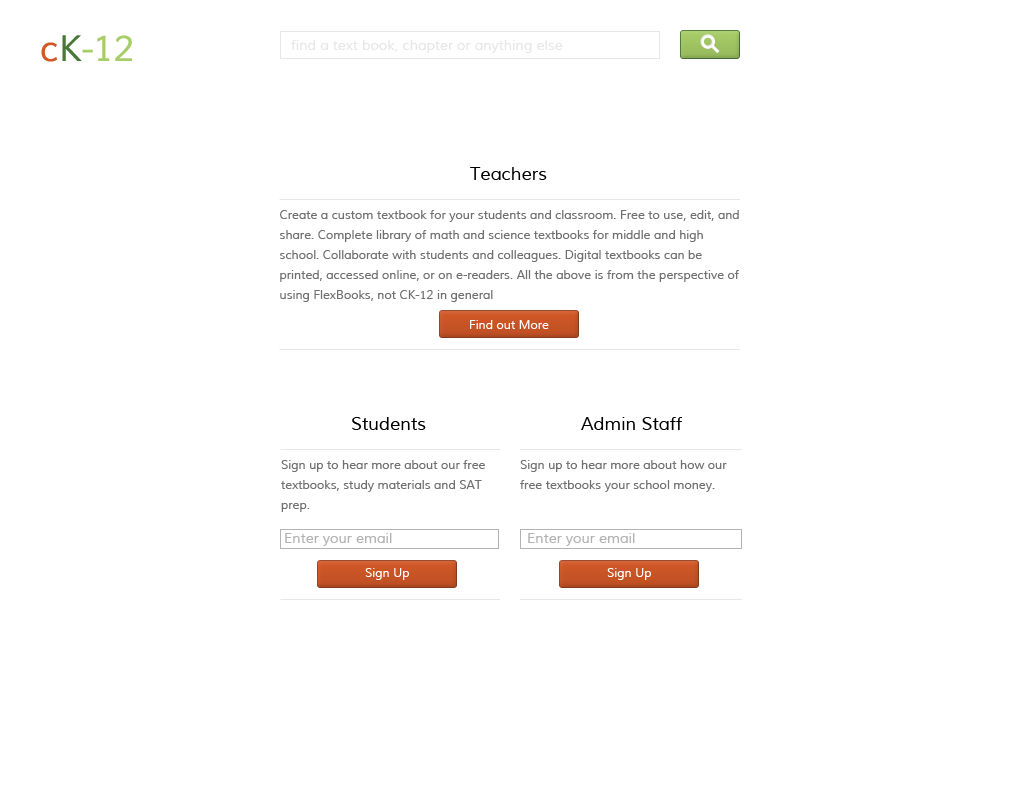 cK-12
find a text book, chapter or anything else
Teachers
Create a custom textbook for your students and classroom. Free to use, edit, and
share. Complete library of math and science textbooks for middle and high
school. Collaborate with students and colleagues. Digital textbooks can be
printed, accessed online, or on e-readers. All the above is from the perspective of
using FlexBooks, not CK-12 in general
Find out More
Students
Sign up to hear more about our free
textbooks, study materials and SAT
prep.
Enter your email
Sign Up
Admin Staff
Sign up to hear more about how our
free textbooks your school money.
Enter your email
Sign Up